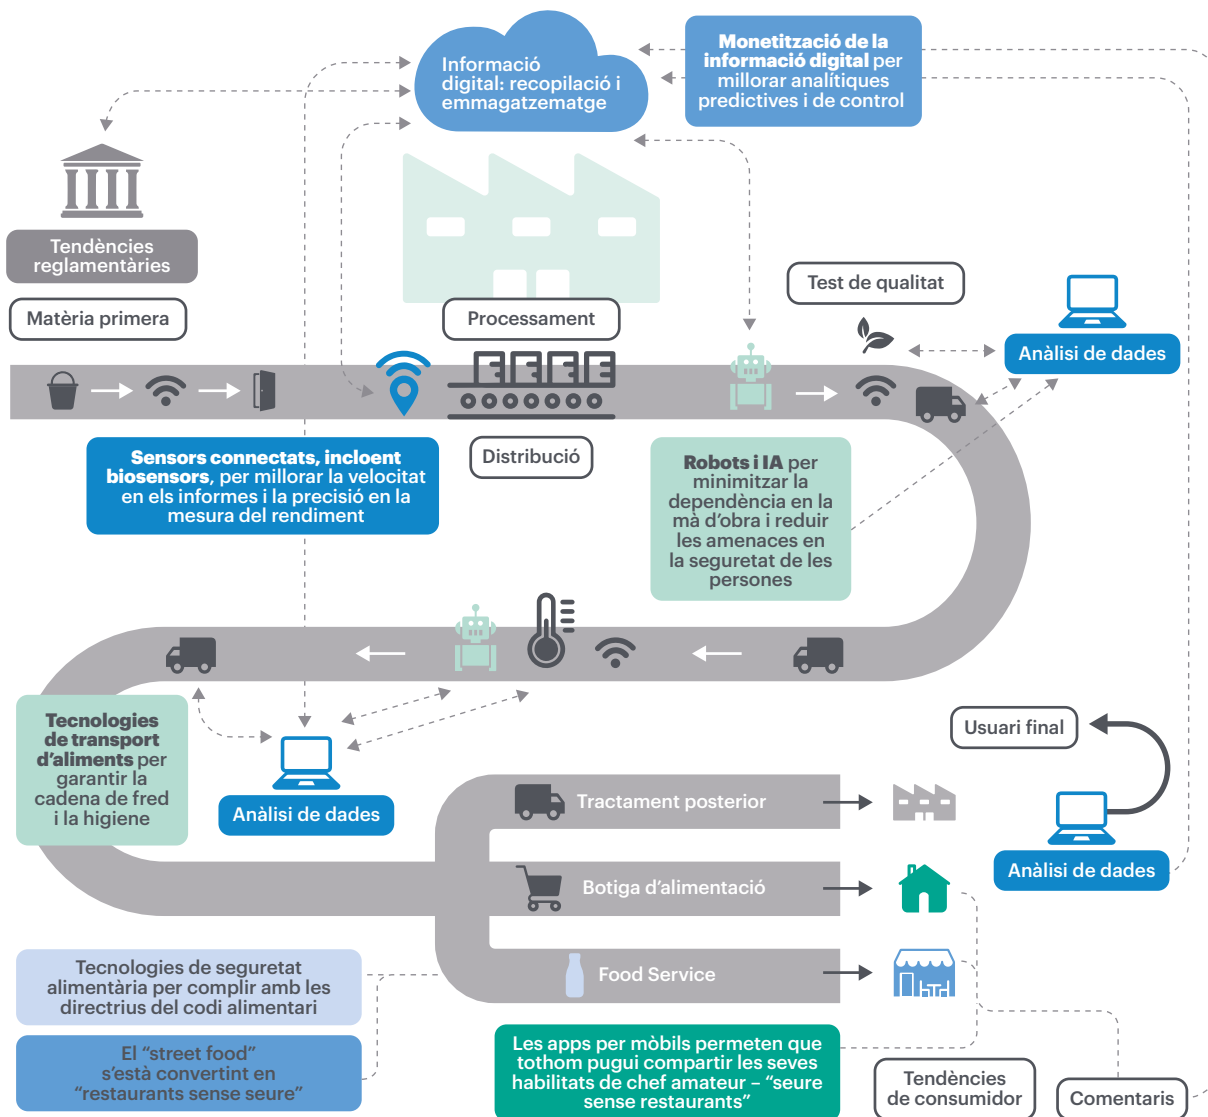 Informació
digital: recopilació i
emmagatzematge
Monetització de la
informació digital per
millorar analítiques
predictives i de control
Tendències
reglamentàries
Matèria primera
Processament
Test de qualitat
Anàlisi de dades
Sensors connectats, incloent
biosensors, per millorar la velocitat
en els informes i la precisió en la
mesura del rendiment
Distribució
Robots i IA per
minimitzar la
dependència en la
mà d’obra i reduir
les amenaces en
la seguretat de les
persones
Tecnologies
de transport
d’aliments per
garantir la
cadena de fred
i la higiene
Anàlisi de dades
Usuari final
Anàlisi de dades
Tractament posterior
Botiga d’alimentació
Food Service
Tecnologies de seguretat
alimentària per complir amb les
directrius del codi alimentari
El “street food”
s’està convertint en
“restaurants sense seure”
Les apps per mòbils permeten que
tothom pugui compartir les seves
habilitats de chef amateur – “seure
sense restaurants”
Tendències
de consumidor
Comentaris